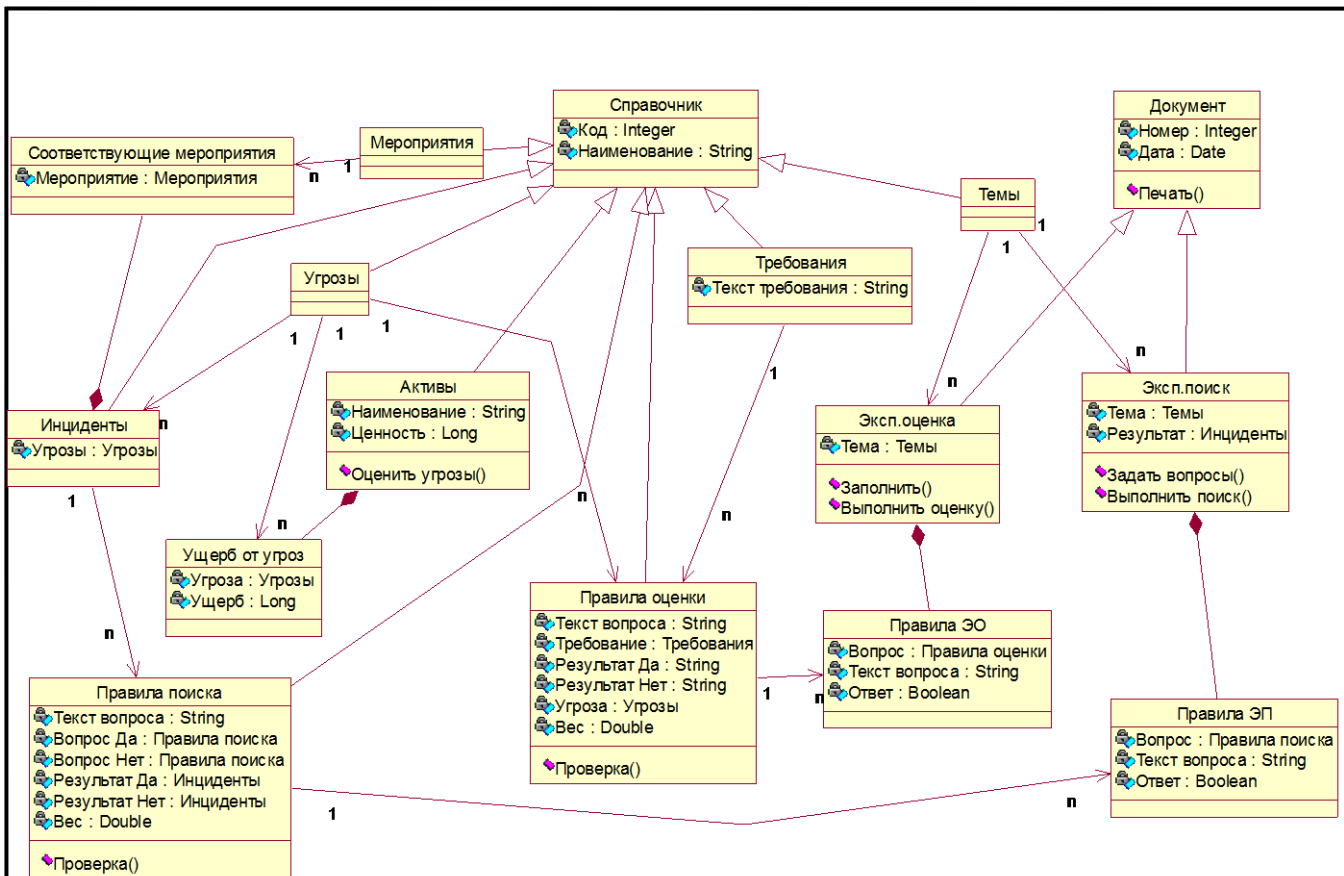 Справочник
Код : Integer
Наименование : String
Документ
Номер : Integer
Дата : Date
Печать()
Соответствующие мероприятия
Мероприятие : Мероприятия
n
1
Мероприятия
Темы
1
1
n
n
Угрозы
1
1
1
n
n
n
Требования
Текст требования : String
1
n
Активы
Наименование : String
Ценность : Long
Оценить угрозы()
Инциденты
Угрозы : Угрозы
1
n
Эксп.оценка
Тема : Темы
Заполнить()
Выполнить оценку()
Эксп.поиск
Тема : Темы
Результат : Инциденты
Задать вопросы()
Выполнить поиск()
Ущерб от угроз
Угроза : Угрозы
Ущерб : Long
Правила оценки
Текст вопроса : String
Требование : Требования
Результат Да : String
Результат Нет : String
Угроза : Угрозы
Вес : Double
Проверка()
1
n
Правила ЭО
Вопрос : Правила оценки
Текст вопроса : String
Ответ : Boolean
Правила поиска
Текст вопроса : String
Вопрос Да : Правила поиска
Вопрос Нет : Правила поиска
Результат Да : Инциденты
Результат Нет : Инциденты
Вес : Double
Проверка()
1
n
Правила ЭП
Вопрос : Правила поиска
Текст вопроса : String
Ответ : Boolean